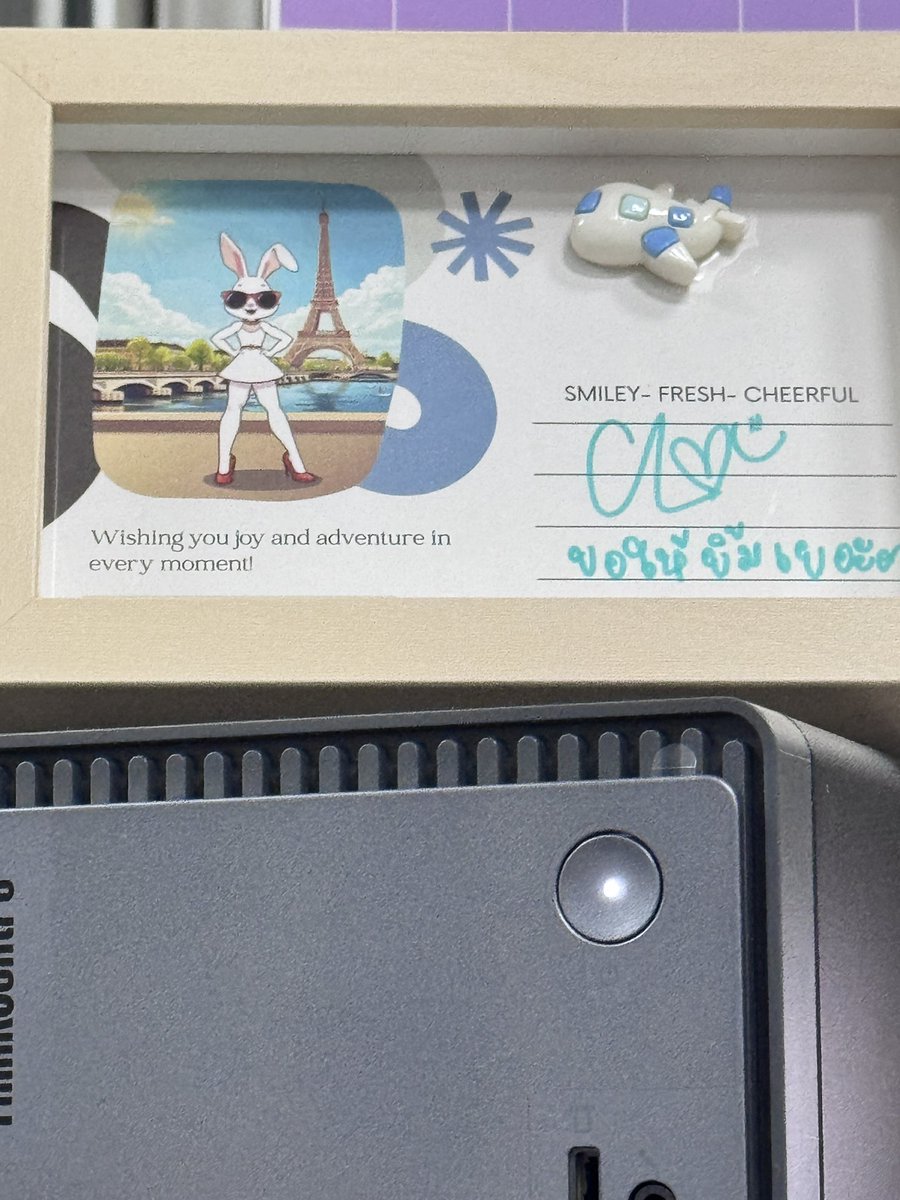 SMILEY- FRESH- CHEERFUL
ขอให้ยิ้มเยอะๆ
Wishing you joy and adventure in
every moment!